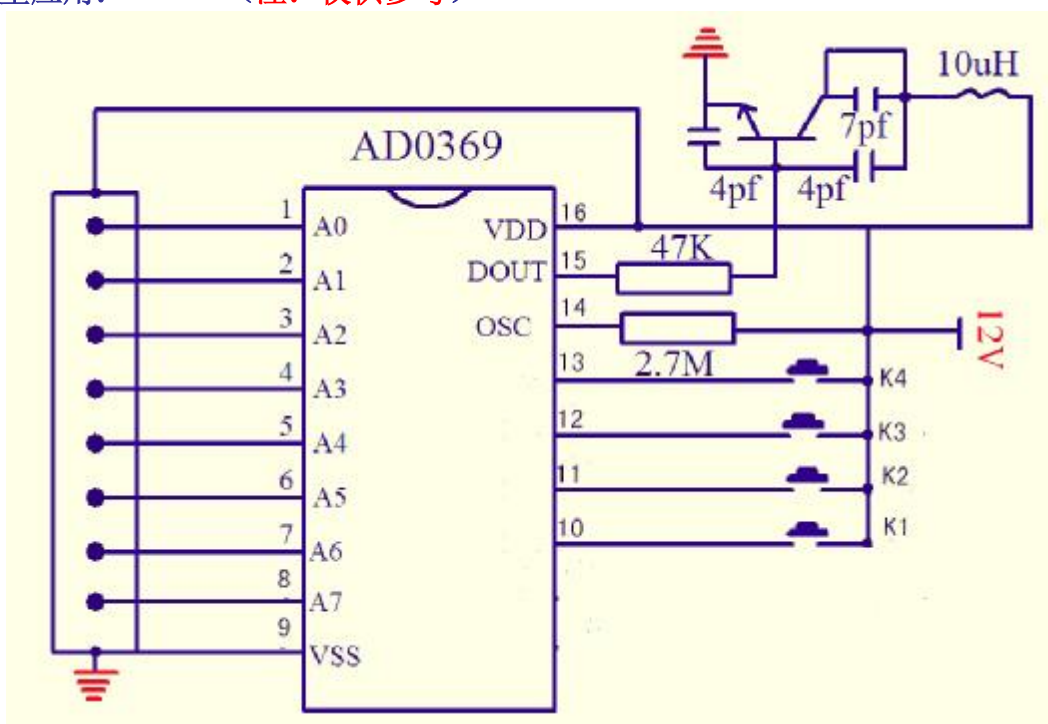 10uH
7pf
4pf 4pf
AD0369
1 A0
2 A1
3 A2
4 A3
5 A4
6 A5
7 A6
8 A7
9 VSS
VDD 16
DOUT 15
OSC 14
13
12
11
10
47K
2.7M
12V
K4
K3
K2
K1